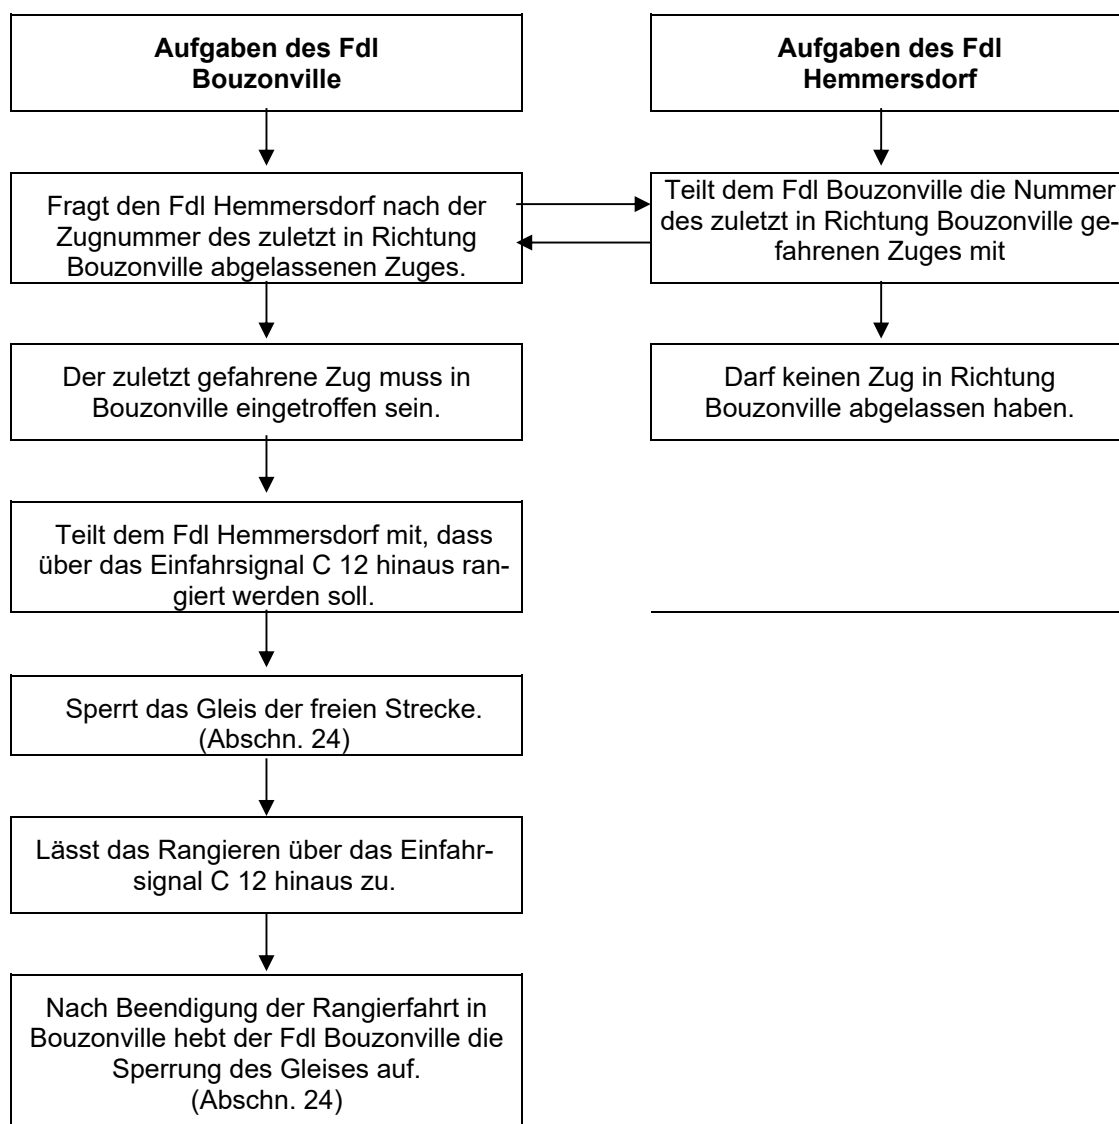 Aufgaben des Fdl
Bouzonville
Aufgaben des Fdl
Hemmersdorf
Fragt den Fdl Hemmersdorf nach der
Zugnummer des zuletzt in Richtung
Bouzonville abgelassenen Zuges.
Teilt dem Fdl Bouzonville die Nummer
des zuletzt in Richtung Bouzonville ge-
fahrenen Zuges mit
Der zuletzt gefahrene Zug muss in
Bouzonville eingetroffen sein.
Darf keinen Zug in Richtung
Bouzonville abgelassen haben.
Teilt dem Fdl Hemmersdorf mit, dass
über das Einfahrsignal C 12 hinaus ran-
giert werden soll.
Sperrt das Gleis der freien Strecke.
(Abschn. 24)
Lässt das Rangieren über das Einfahr-
signal C 12 hinaus zu.
Nach Beendigung der Rangierfahrt in
Bouzonville hebt der Fdl Bouzonville die
Sperrung des Gleises auf.
(Abschn. 24)